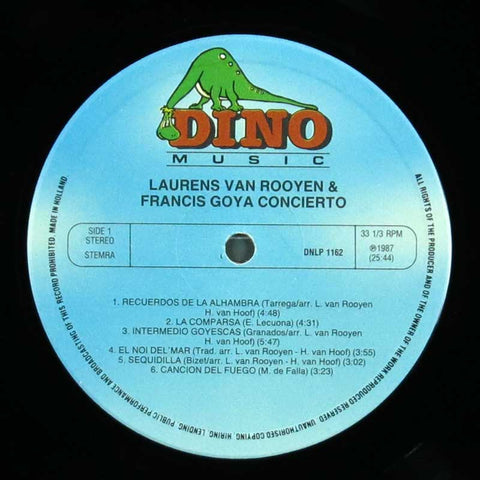 DINO
MUSIC
LAURENS VAN ROOYEN &
FRANCIS GOYA CONCIERTO
SIDE 1
STEREO
STEMRA
33 1/3 RPM
℗1987
(25:44)
DNLP 1162
1. RECUERDOS DE LA ALHAMBRA (Tarrega/arr. L. van Rooyen
H. van Hoof) (4:48)
2. LA COMPARSA (E. Lecuona) (4:31)
3. INTERMEDIO GOYESCAS (Granados/arr. L. van Rooyen
H. van Hoof) (5:47)
4. EL NOI DEL'MAR (Trad. arr. L. van Rooyen - H. van Hoof) (3:55)
5. SEQUIDILLA (Bizet/arr. L. van Rooyen - H. van Hoof) (3:02)
6. CANCION DEL FUEGO (M. de Falla) (3:23)
ALL RIGHTS OF THE PRODUCER AND OF THE OWNER OF THE WORK REPRODUCED RESERVED. UNAUTHORISED COPYING, HIRING, LENDING, PUBLIC PERFORMANCE AND BROADCASTING OF THIS RECORD PROHIBITED. MADE IN HOLLAND.